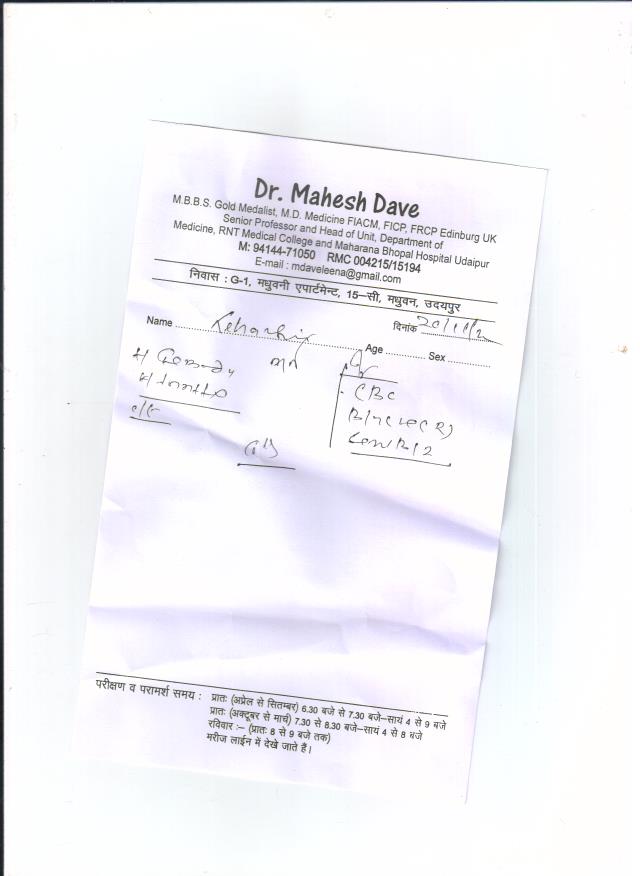 Dr. Mahesh Dave
M.B.B.S. Gold Medalist, M.D. Medicine FIACM, FICP, FRCP Edinburg UK
Senior Professor and Head of Unit, Department of
Medicine, RNT Medical College and Maharana Bhopal Hospital Udaipur
M: 94144-71050 RMC 004215/15194
E-mail : mdaveleena@gmail.com
निवास : G-1, मधुवनी एपार्टमेन्ट, 15–सी, मधुवन, उदयपुर
दिनांक
Name
Age ............ Sex ............
CBC
परीक्षण व परामर्श समय : प्रातः (अप्रेल से सितम्बर) 6.30 बजे से 7.30 बजे–सायं 4 से 9 बजे
प्रातः (अक्टूबर से मार्च) 7.30 से 8.30 बजे–सायं 4 से 8 बजे
रविवार :– (प्रातः 8 से 9 बजे तक)
मरीज लाईन में देखे जाते हैं।